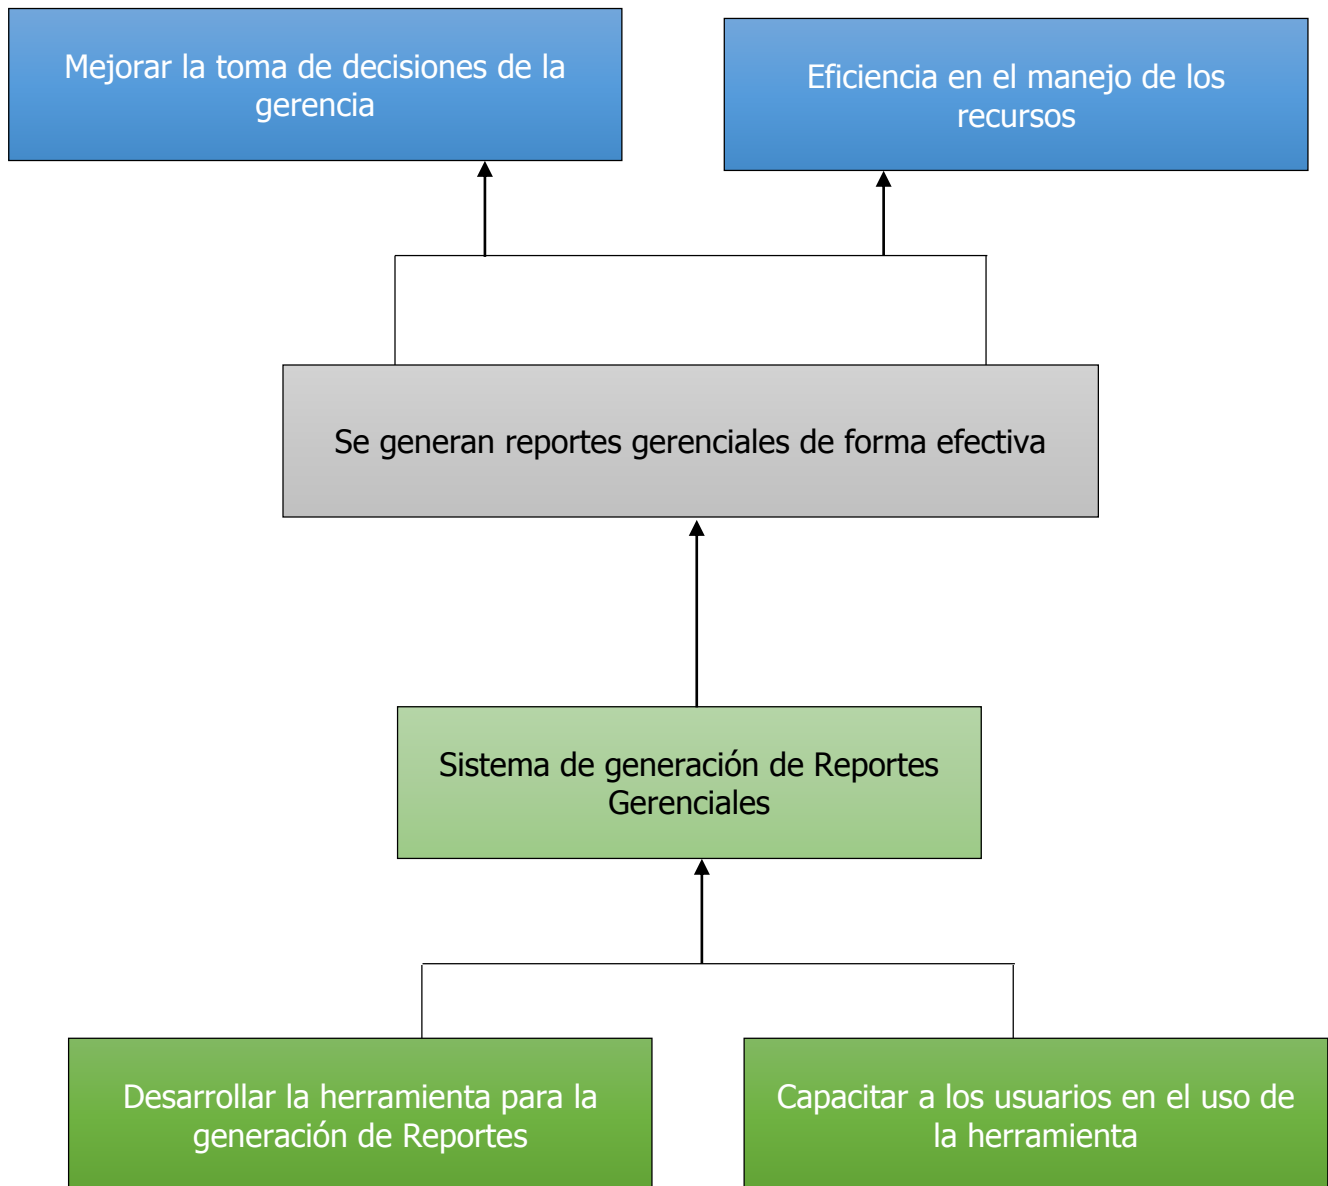 Mejorar la toma de decisiones de la
gerencia
Eficiencia en el manejo de los
recursos
Se generan reportes gerenciales de forma efectiva
Sistema de generación de Reportes
Gerenciales
Desarrollar la herramienta para la
generación de Reportes
Capacitar a los usuarios en el uso de
la herramienta